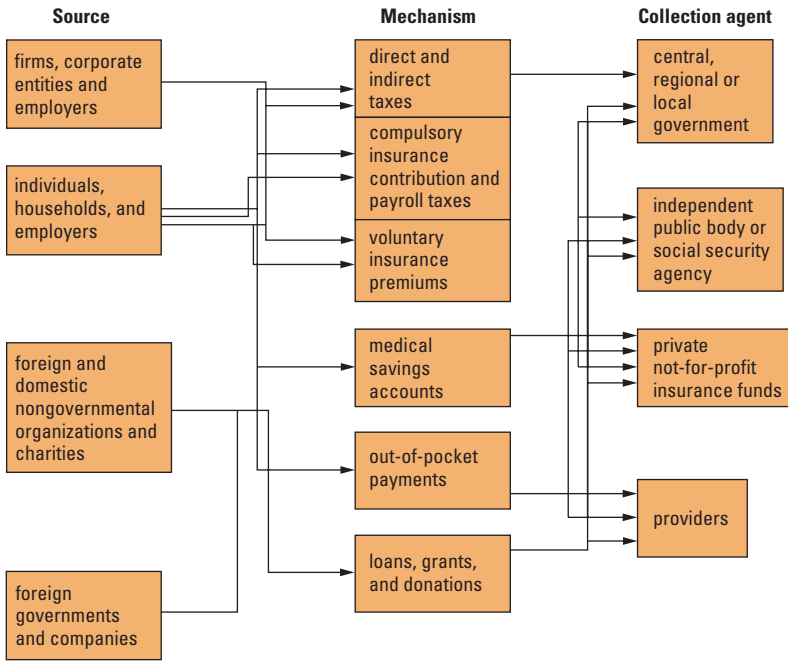 Source
firms, corporate
entities and
employers
individuals,
households, and
employers
foreign and
domestic
nongovernmental
organizations and
charities
foreign
governments
and companies
Mechanism
direct and
indirect
taxes
compulsory
insurance
contribution and
payroll taxes
voluntary
insurance
premiums
medical
savings
accounts
out-of-pocket
payments
loans, grants,
and donations
Collection agent
central,
regional or
local
government
independent
public body or
social security
agency
private
not-for-profit
insurance funds
providers